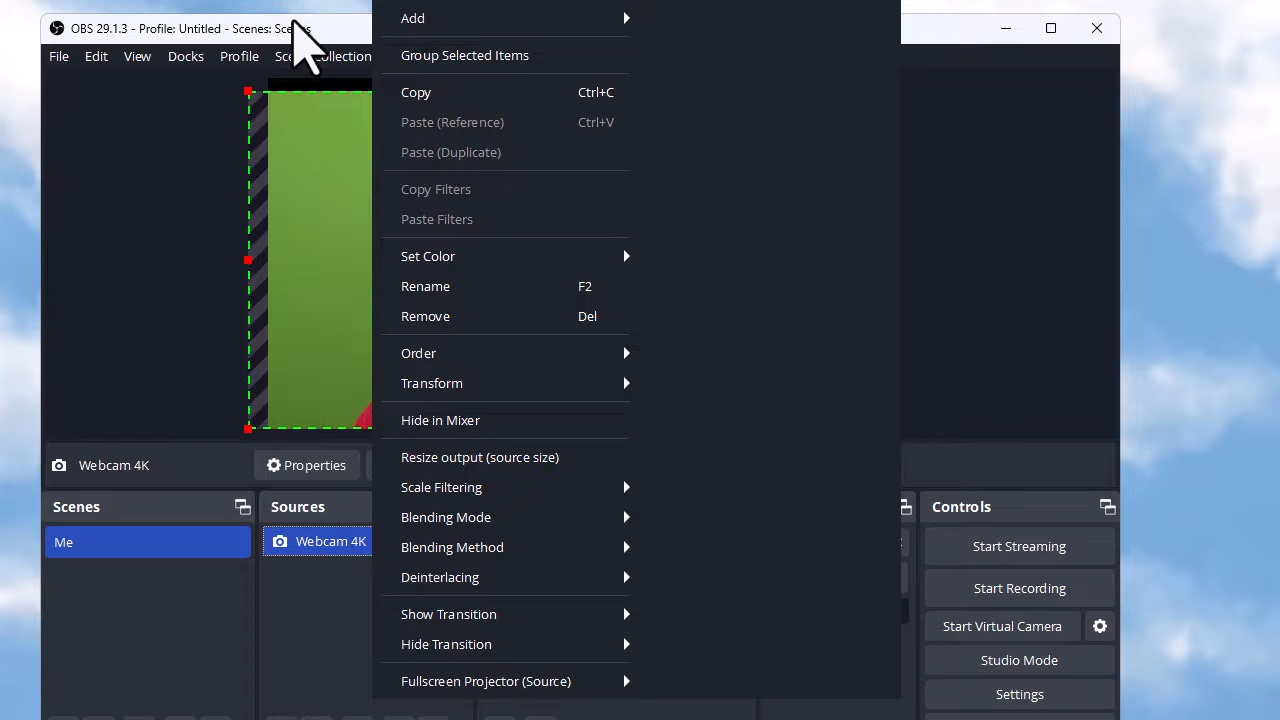 OBS 29.1.3 - Profile: Untitled - Scenes: Sc
File Edit View Docks Profile Collection
Add
Group Selected Items
Copy Ctrl+C
Paste (Reference) Ctrl+V
Paste (Duplicate)
Copy Filters
Paste Filters
Set Color
Rename F2
Remove Del
Order
Transform
Hide in Mixer
Resize output (source size)
Scale Filtering
Blending Mode
Blending Method
Deinterlacing
Show Transition
Hide Transition
Fullscreen Projector (Source)
Webcam 4K Properties
Scenes
Me
Sources
Webcam 4K
Controls
Start Streaming
Start Recording
Start Virtual Camera
Studio Mode
Settings